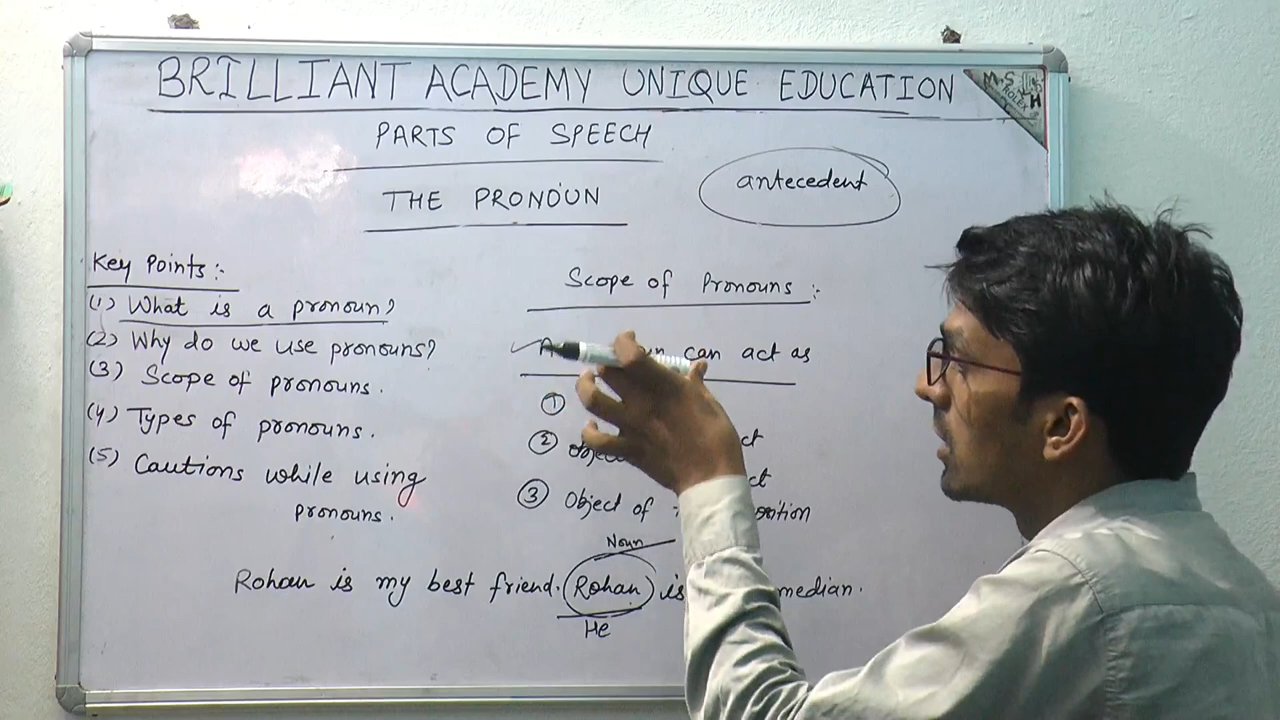 BRILLIANT ACADEMY UNIQUE EDUCATION
M.S
ROLEX
PARTS OF SPEECH
THE PRONOUN
antecedent
Key Points:-
(1) What is a pronoun?
(2) Why do we use pronouns?
(3) Scope of pronouns.
(4) Types of pronouns.
(5) Cautions while using
pronouns.
Scope of Pronouns :-
can act as
①
②
③ Object of
Noun
Rohan is my best friend. Rohan is median.
He